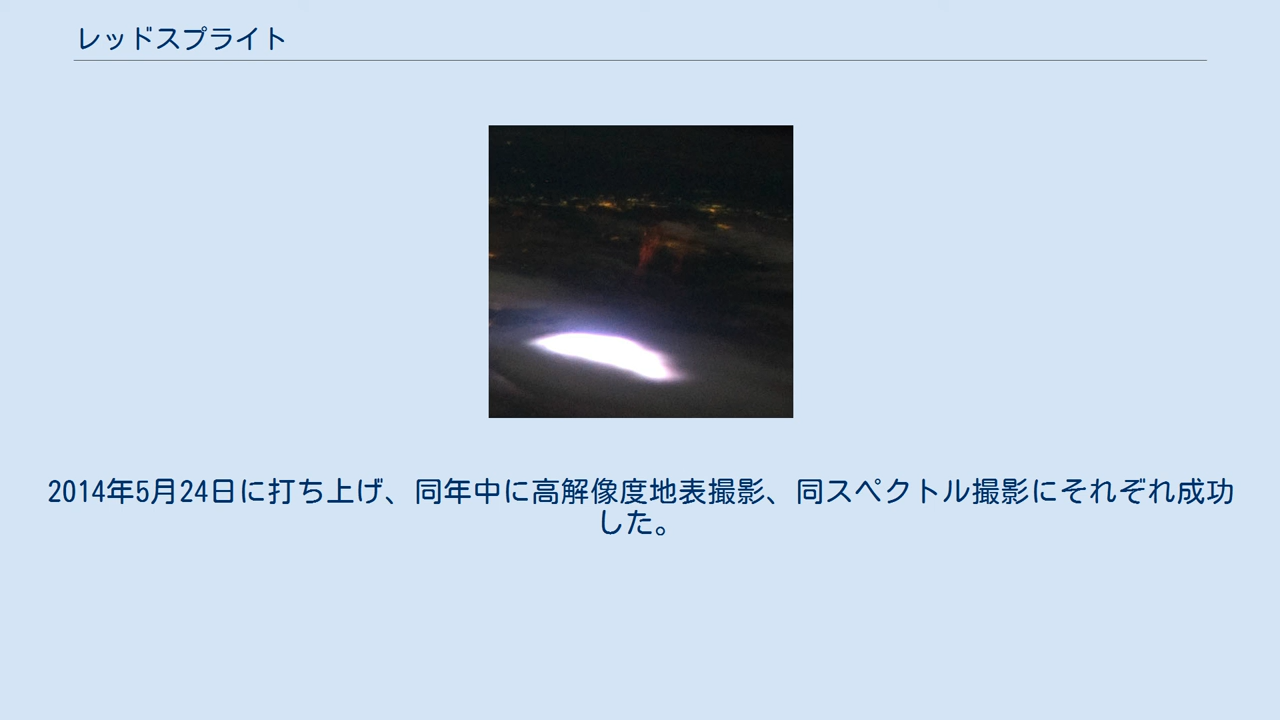 レッドスプライト
2014年5月24日に打ち上げ、同年中に高解像度地表撮影、同スペクトル撮影にそれぞれ成功
した。